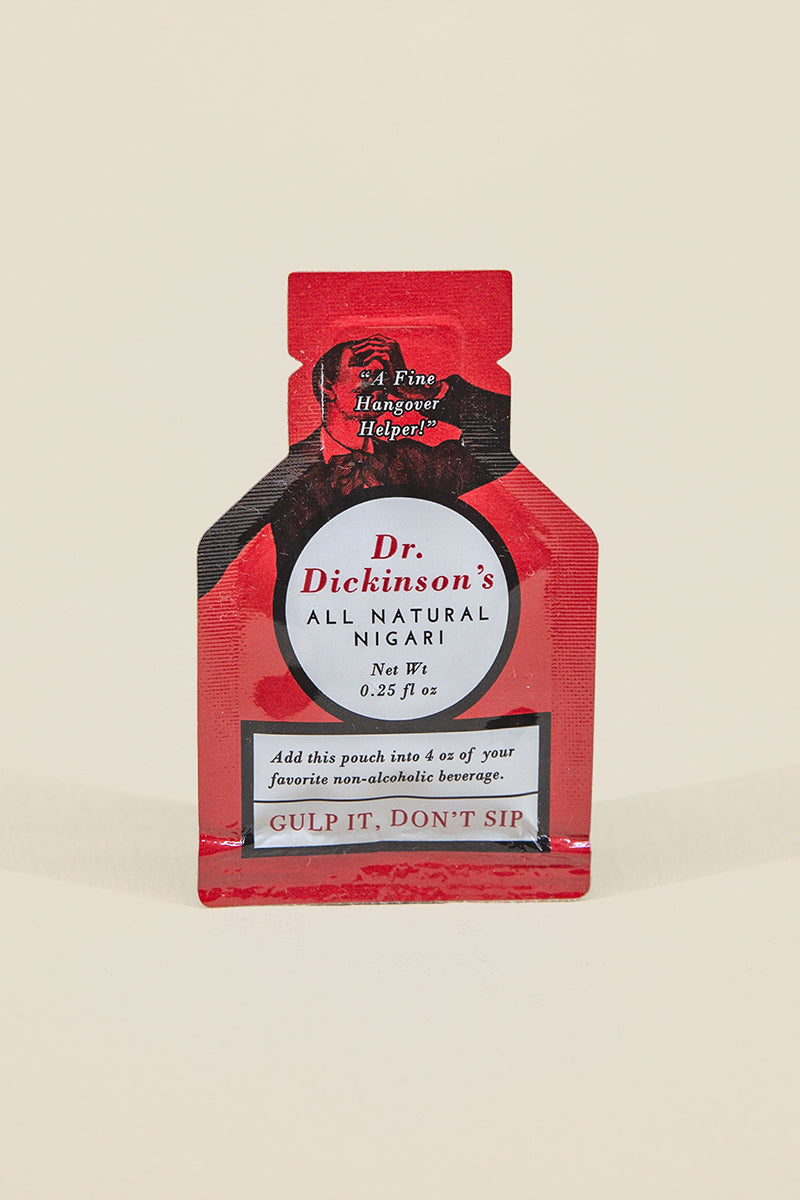 “A Fine
Hangover
Helper!”
Dr.
Dickinson’s
ALL NATURAL
NIGARI
Net Wt
0.25 fl oz
Add this pouch into 4 oz of your
favorite non-alcoholic beverage.
GULP IT, DON’T SIP